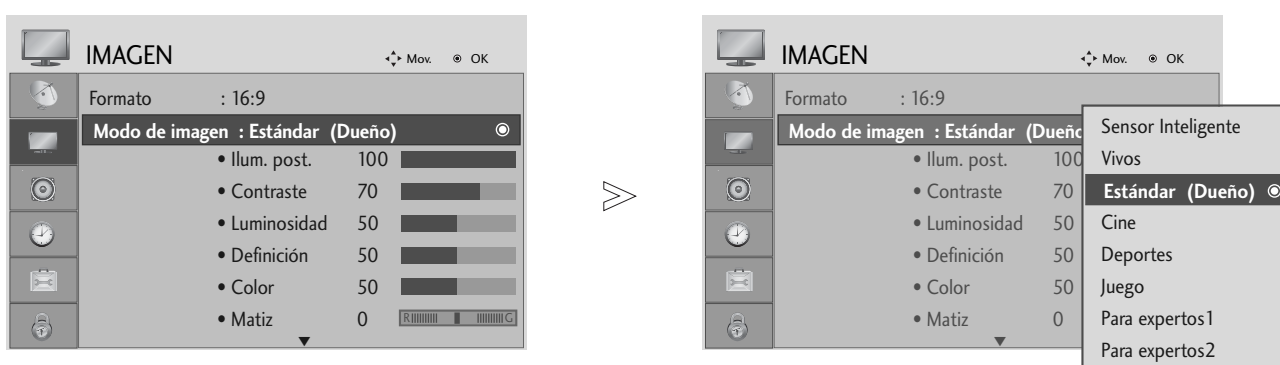 IMAGEN Mov. OK
Formato : 16:9
Modo de imagen : Estándar (Dueño)
• Ilum. post. 100
• Contraste 70
• Luminosidad 50
• Definición 50
• Color 50
• Matiz 0 R G
IMAGEN Mov. OK
Formato : 16:9
Modo de imagen : Estándar (Dueño
• Ilum. post. 100
• Contraste 70
• Luminosidad 50
• Definición 50
• Color 50
• Matiz 0
Sensor Inteligente
Vivos
Estándar (Dueño)
Cine
Deportes
Juego
Para expertos1
Para expertos2